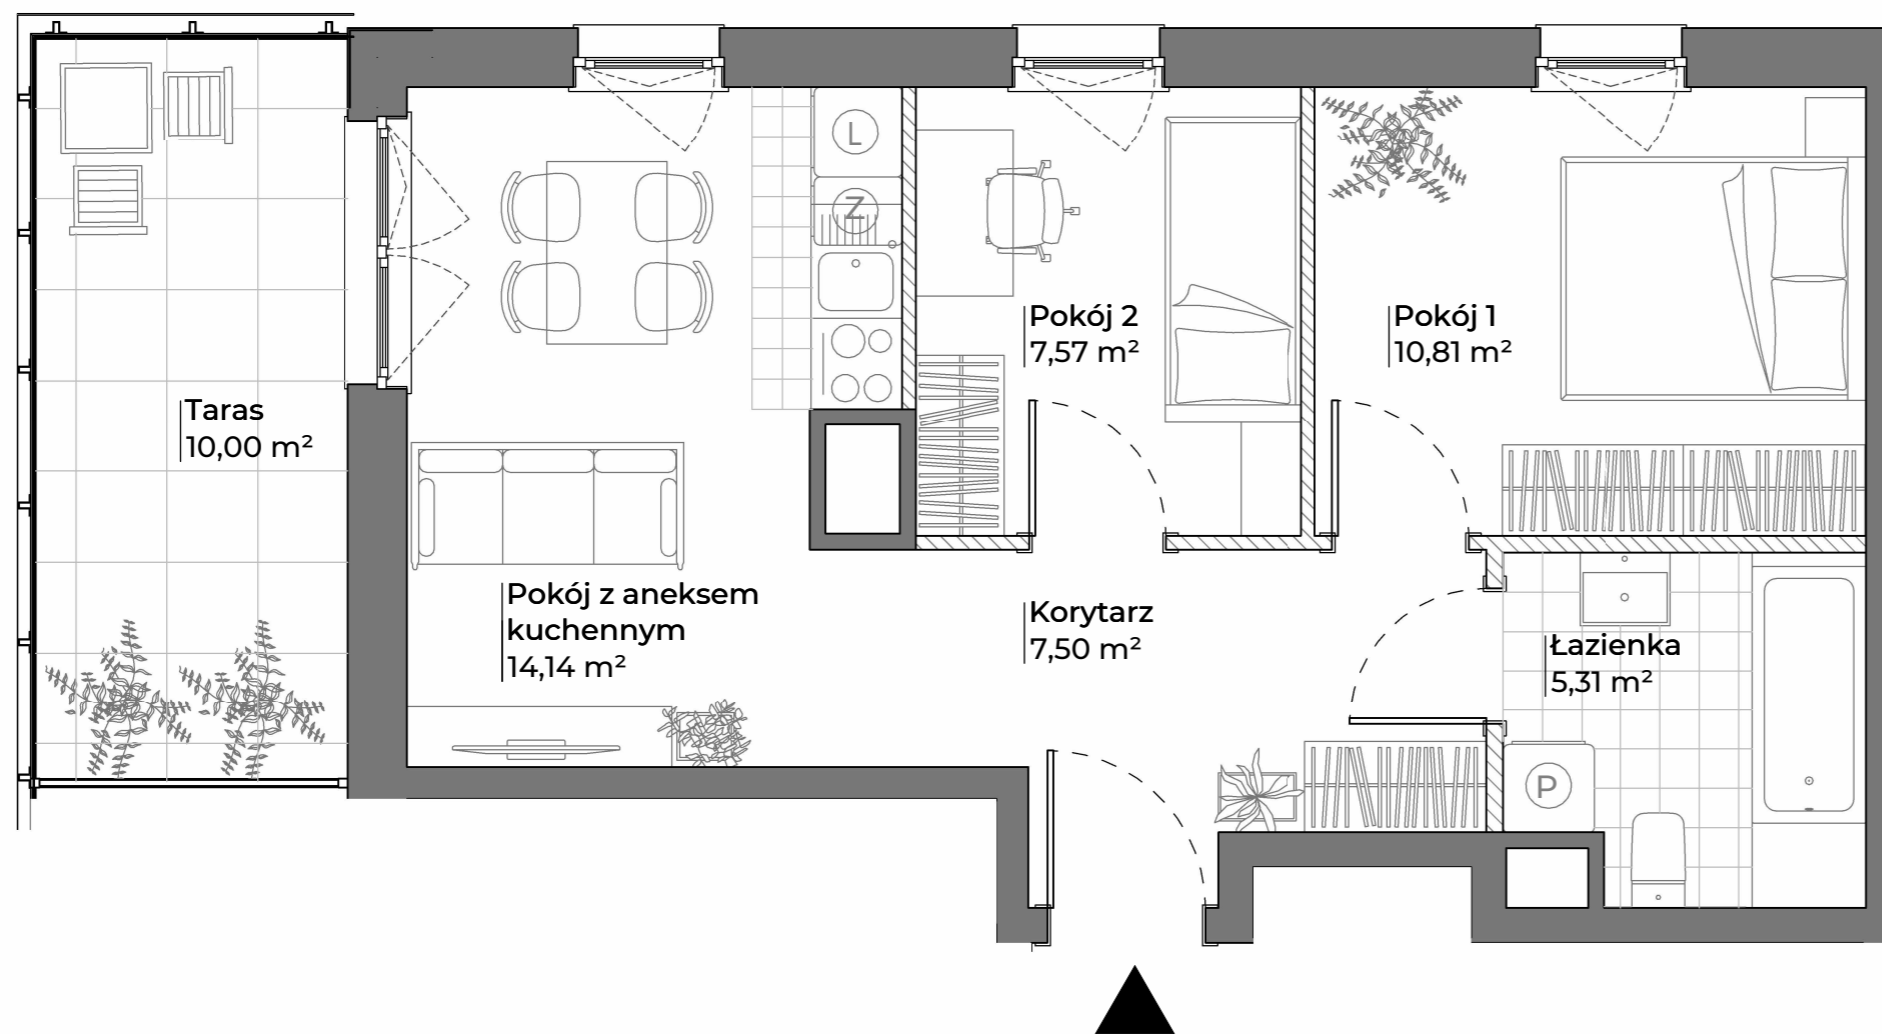 L
Z
Pokój 2
7,57 m²
Pokój 1
10,81 m²
Taras
10,00 m²
Pokój z aneksem
kuchennym
14,14 m²
Korytarz
7,50 m²
Łazienka
5,31 m²
P